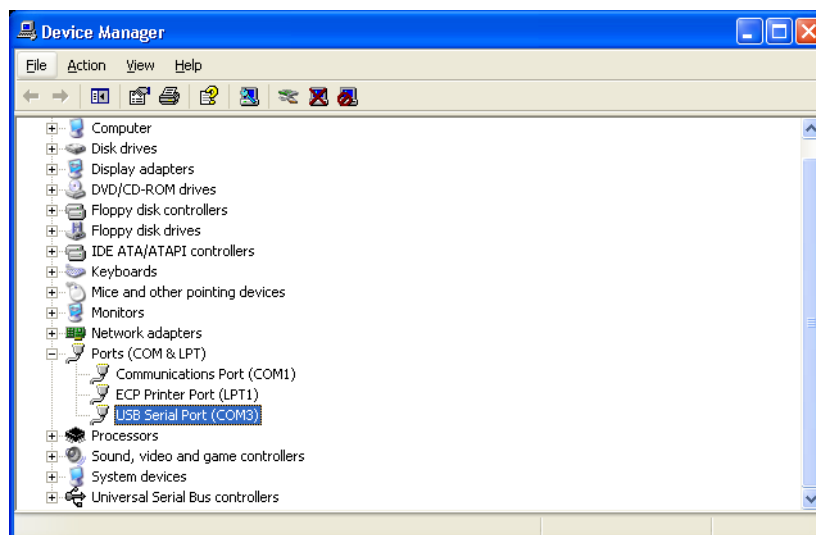 Device Manager
File Action View Help
Computer
Disk drives
Display adapters
DVD/CD-ROM drives
Floppy disk controllers
Floppy disk drives
IDE ATA/ATAPI controllers
Keyboards
Mice and other pointing devices
Monitors
Network adapters
Ports (COM & LPT)
Communications Port (COM1)
ECP Printer Port (LPT1)
USB Serial Port (COM3)
Processors
Sound, video and game controllers
System devices
Universal Serial Bus controllers